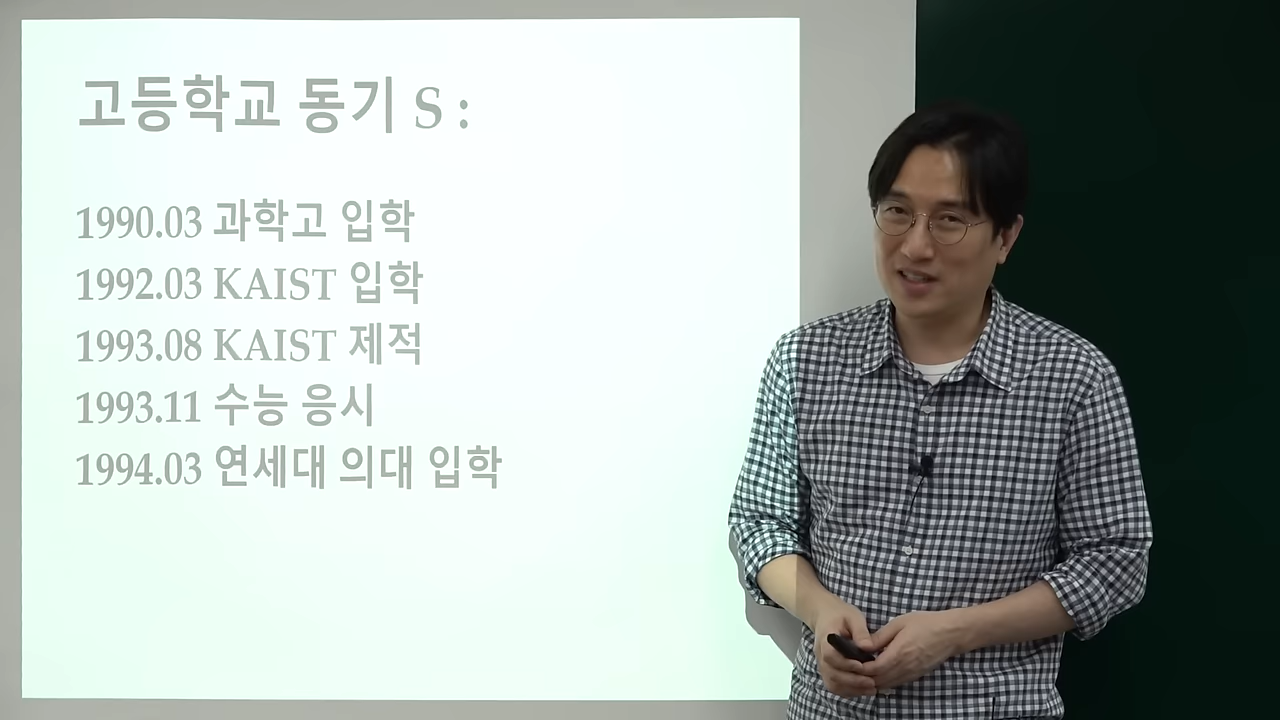 고등학교 동기 S :
1990.03 과학고 입학
1992.03 KAIST 입학
1993.08 KAIST 제적
1993.11 수능 응시
1994.03 연세대 의대 입학